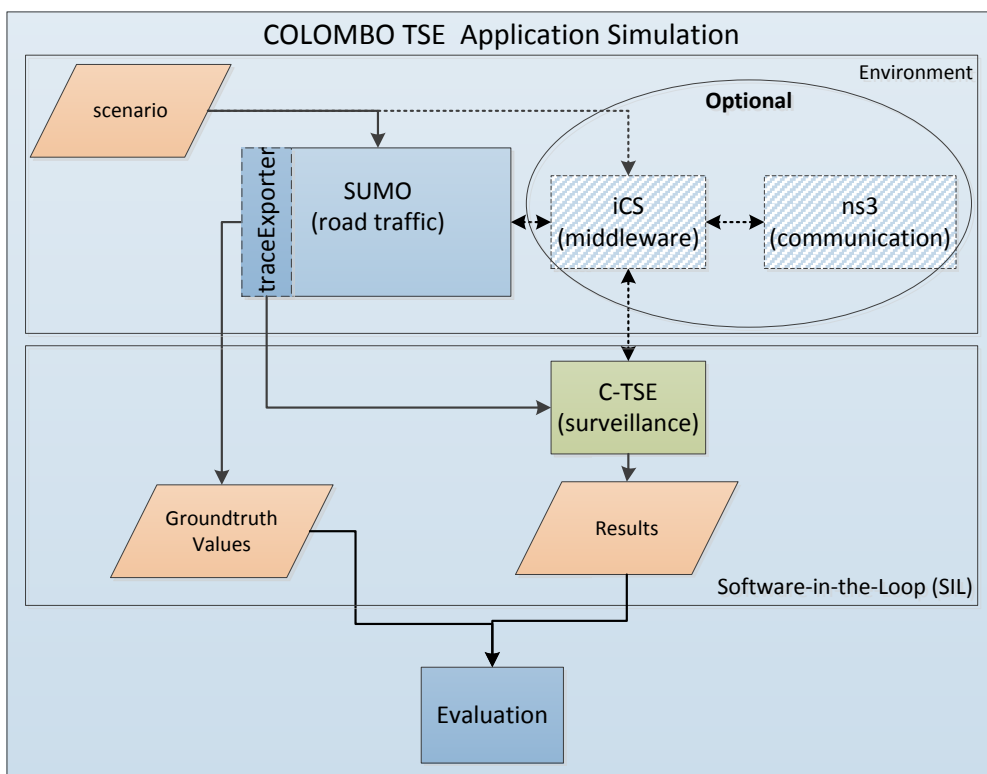 COLOMBO TSE Application Simulation
Environment
scenario
Optional
traceExporter
SUMO
(road traffic)
iCS
(middleware)
ns3
(communication)
C-TSE
(surveillance)
Groundtruth
Values
Results
Software-in-the-Loop (SIL)
Evaluation